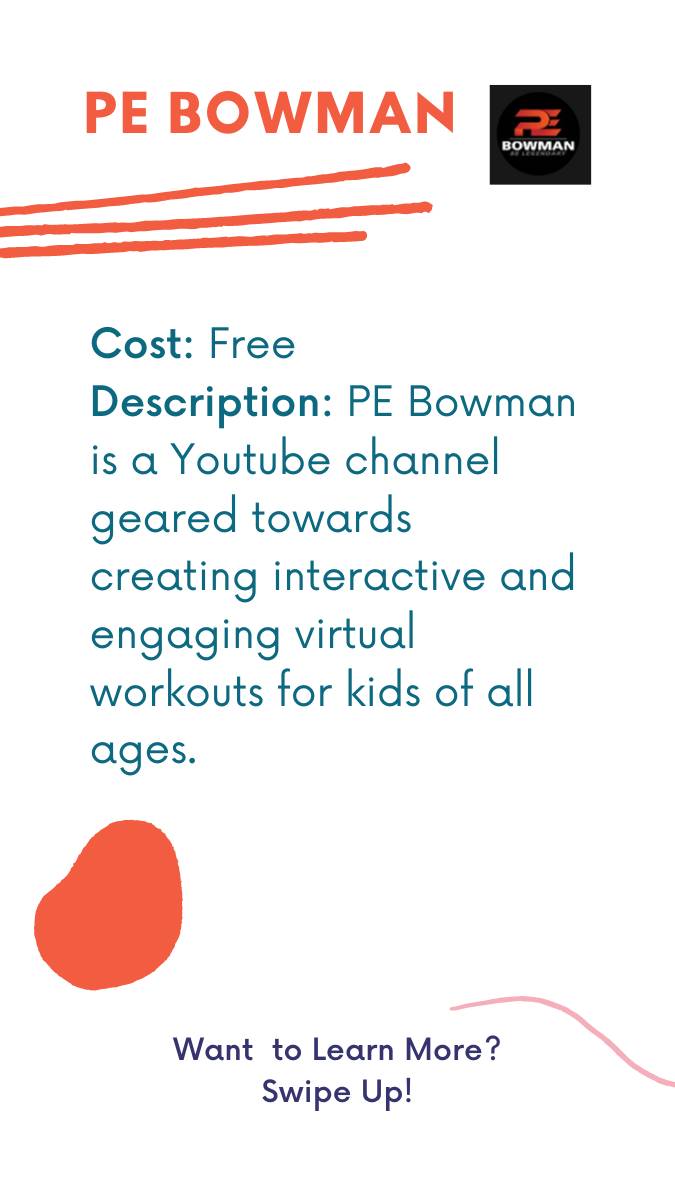 PE BOWMAN
PE
BOWMAN
BE LEGENDARY
Cost: Free
Description: PE Bowman
is a Youtube channel
geared towards
creating interactive and
engaging virtual
workouts for kids of all
ages.
Want  to Learn More?
Swipe Up!